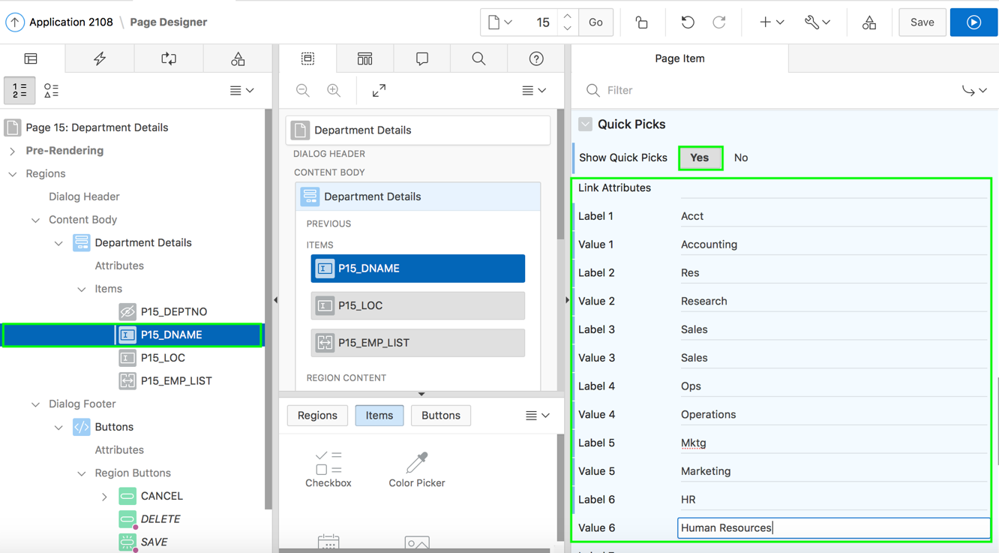 Application 2108 \ Page Designer
15
Go
Save
Page 15: Department Details
Pre-Rendering
Regions
Dialog Header
Content Body
Department Details
Attributes
Items
P15_DEPTNO
P15_DNAME
P15_LOC
P15_EMP_LIST
Dialog Footer
Buttons
Attributes
Region Buttons
CANCEL
DELETE
SAVE
Department Details
DIALOG HEADER
CONTENT BODY
Department Details
PREVIOUS
ITEMS
P15_DNAME
P15_LOC
P15_EMP_LIST
REGION CONTENT
Regions
Items
Buttons
Checkbox
Color Picker
Page Item
Filter
Quick Picks
Show Quick Picks Yes No
Link Attributes
Label 1 Acct
Value 1 Accounting
Label 2 Res
Value 2 Research
Label 3 Sales
Value 3 Sales
Label 4 Ops
Value 4 Operations
Label 5 Mktg
Value 5 Marketing
Label 6 HR
Value 6 Human Resources